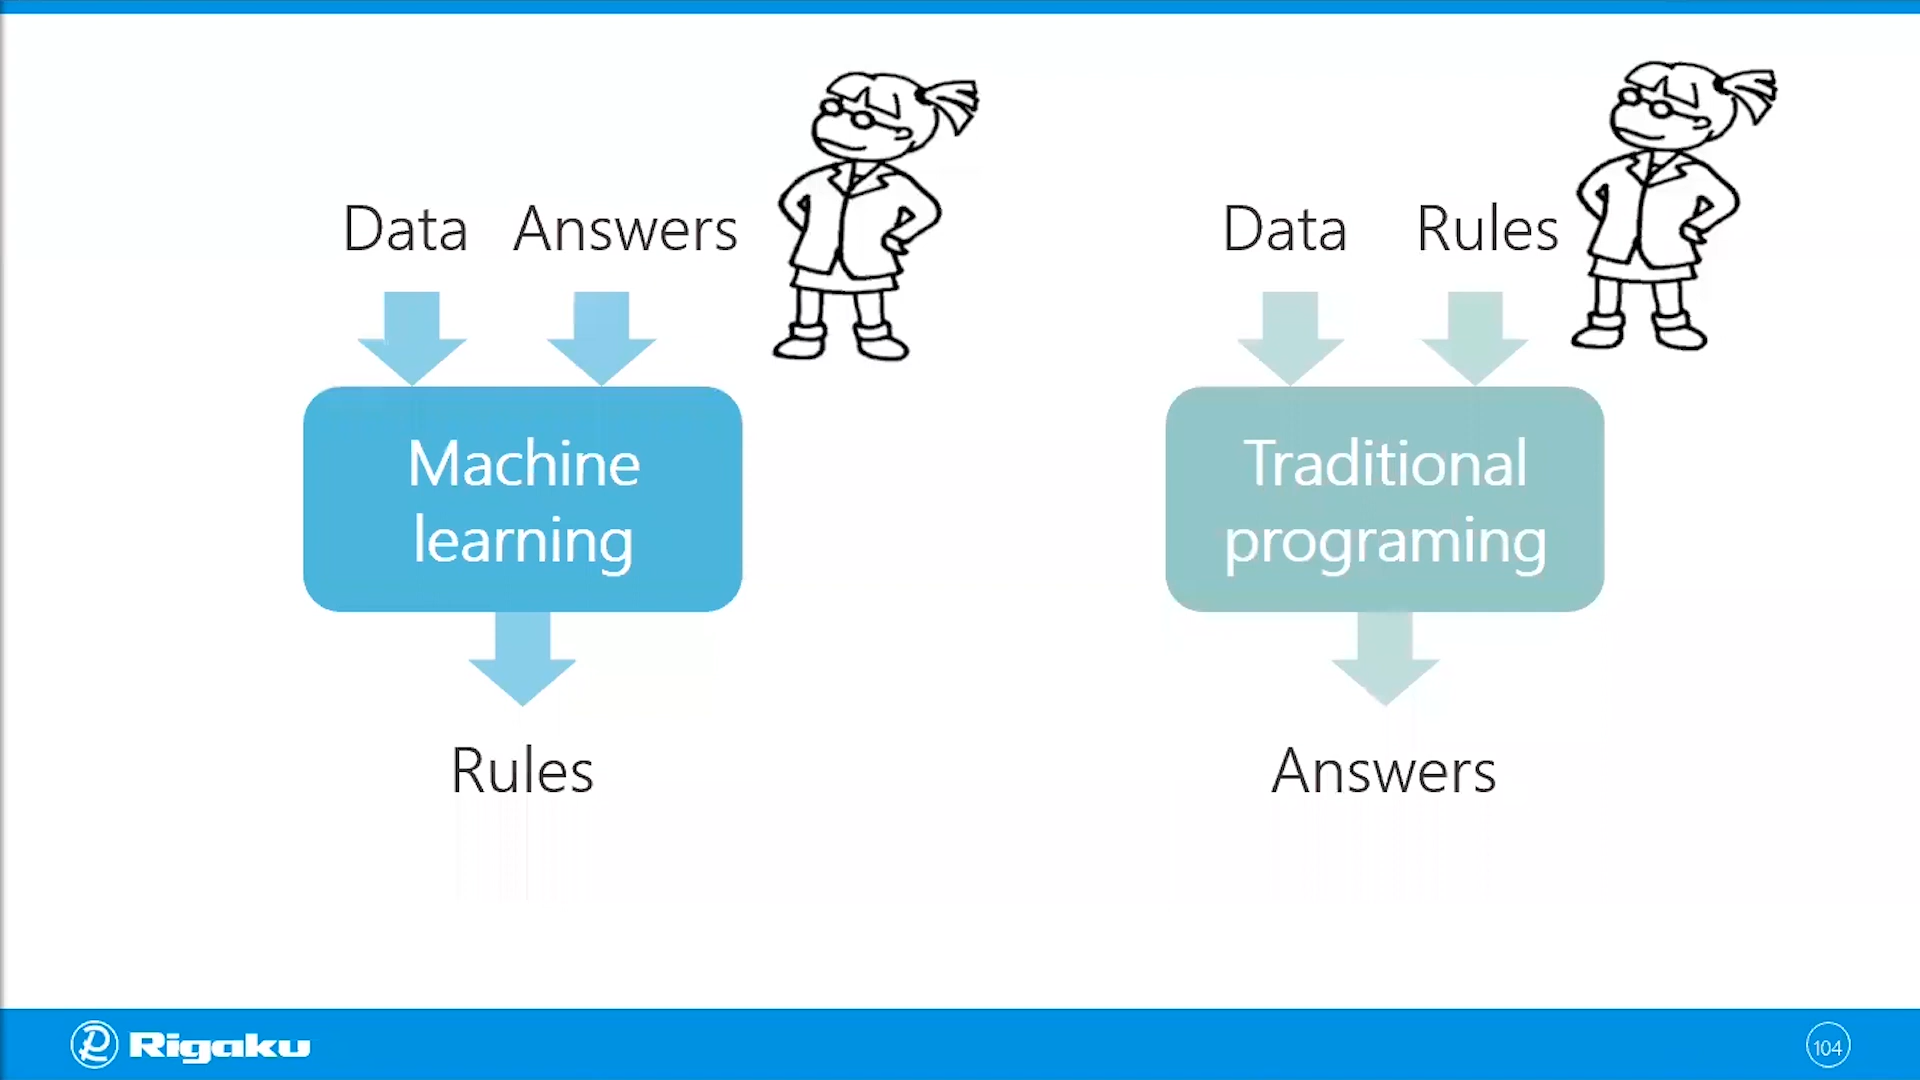 Data Answers
Machine
learning
Rules
Data Rules
Traditional
programing
Answers
Rigaku
104